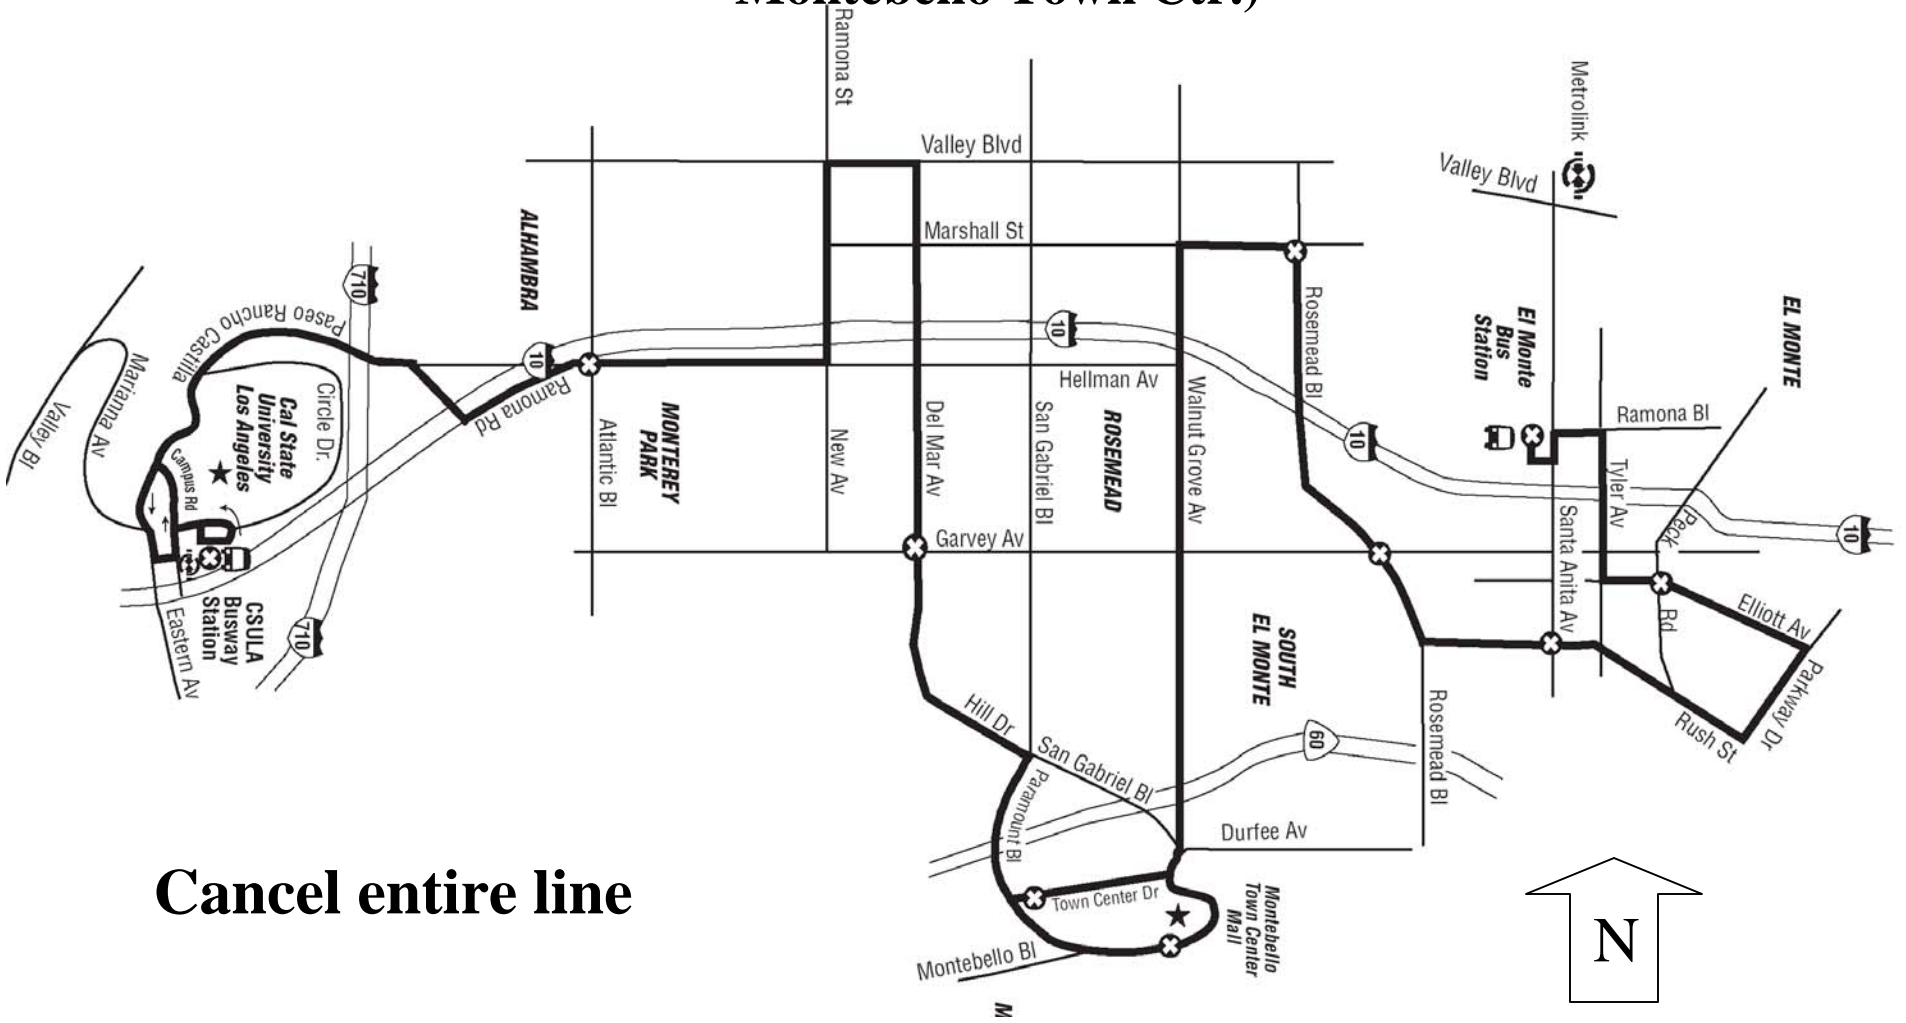 Montebello Town Ctr.)
Ramona St
Valley Blvd
Metrolink
Valley Blvd
ALHAMBRA
Marshall St
710
Paseo Rancho Castilla
10
10
Rosemead Bl
El Monte
Bus
Station
EL MONTE
Marianna Av
Valley Bl
Circle Dr.
Cal State
University
Los Angeles
Campus Rd
Ramona Rd
Hellman Av
Atlantic Bl
MONTEREY
PARK
New Av
Del Mar Av
San Gabriel Bl
ROSEMEAD
Walnut Grove Av
10
Ramona Bl
Tyler Av
Santa Anita Av
Peck
Rd
10
Garvey Av
CSULA
Busway
Station
Eastern Av
710
SOUTH
EL MONTE
Elliott Av
Parkway Dr
Rush St
Hill Dr
San Gabriel Bl
60
Rosemead Bl
Paramount Bl
Durfee Av
Town Center Dr
Montebello
Town Center
Mall
Montebello Bl
M
Cancel entire line
N